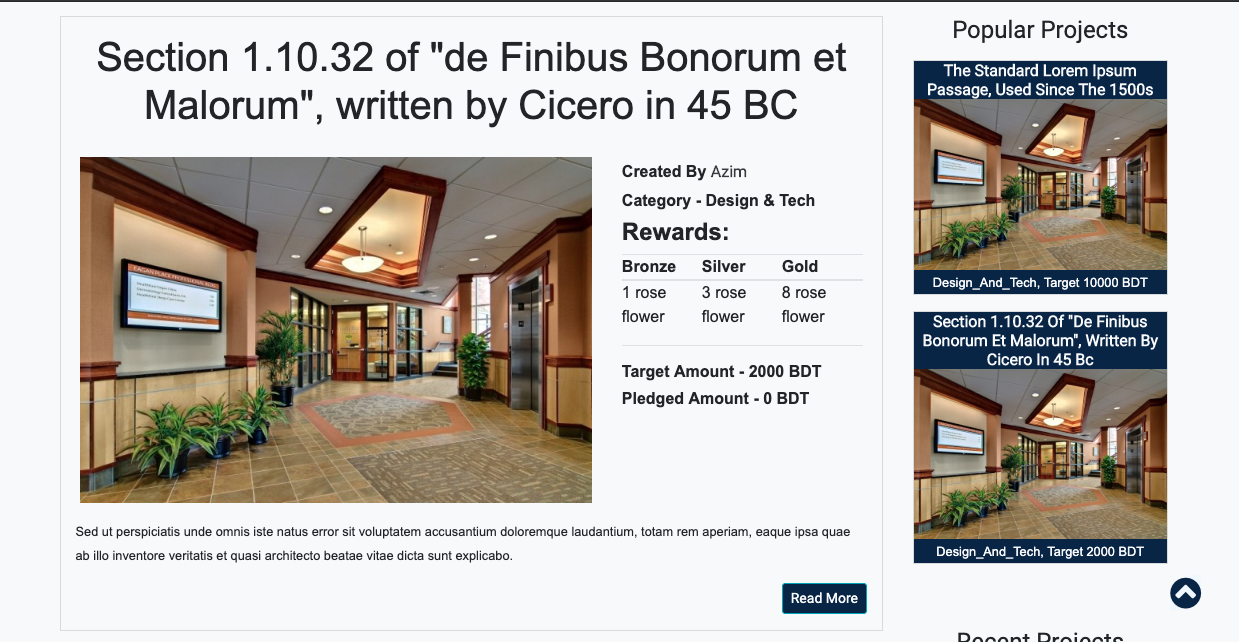 Section 1.10.32 of "de Finibus Bonorum et
Malorum", written by Cicero in 45 BC
EAGAN PLACE PROFESSIONAL BLDG.
Created By Azim
Category - Design & Tech
Rewards:
Bronze Silver Gold
1 rose 3 rose 8 rose
flower flower flower
Target Amount - 2000 BDT
Pledged Amount - 0 BDT
Sed ut perspiciatis unde omnis iste natus error sit voluptatem accusantium doloremque laudantium, totam rem aperiam, eaque ipsa quae
ab illo inventore veritatis et quasi architecto beatae vitae dicta sunt explicabo.
Read More
Popular Projects
The Standard Lorem Ipsum
Passage, Used Since The 1500s
Design_And_Tech, Target 10000 BDT
Section 1.10.32 Of "De Finibus
Bonorum Et Malorum", Written By
Cicero In 45 Bc
Design_And_Tech, Target 2000 BDT
Recent Projects